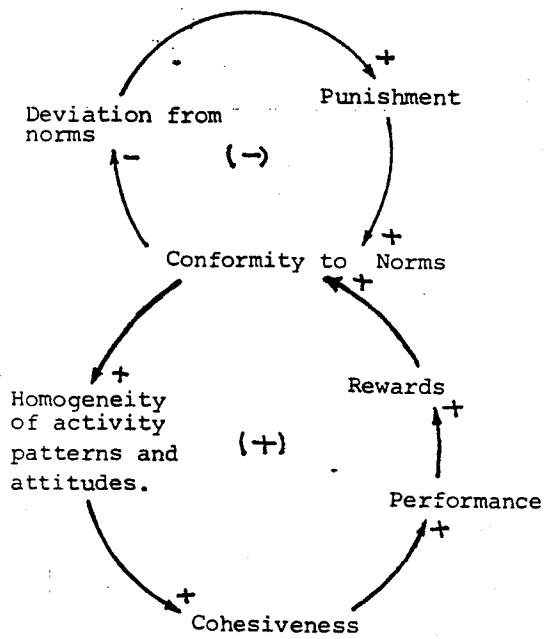 +
Punishment
Deviation from
norms
-
(-)
+
Conformity to Norms
+
+
Homogeneity
of activity
patterns and
attitudes.
(+)
Rewards
+
Performance
+
+
Cohesiveness